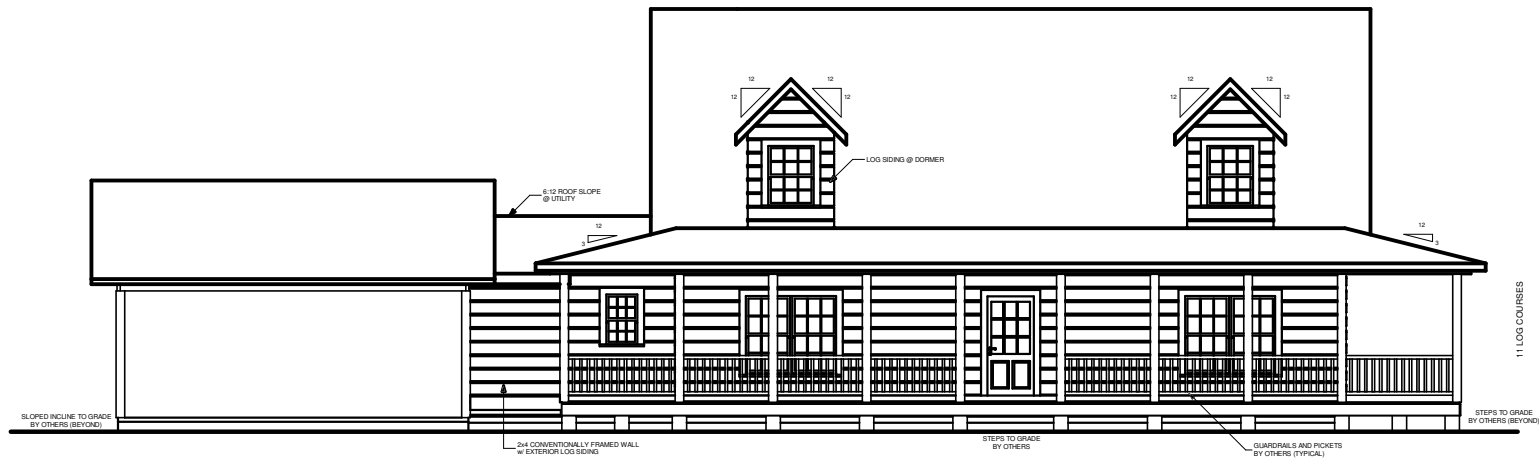 12
12
12
12
12
12
12
12
LOG SIDING @ DORMER
6:12 ROOF SLOPE
@ UTILITY
12
3
12
3
11 LOG COURSES
SLOPED INCLINE TO GRADE
BY OTHERS (BEYOND)
2x4 CONVENTIONALLY FRAMED WALL
w/ EXTERIOR LOG SIDING
STEPS TO GRADE
BY OTHERS
GUARDRAILS AND PICKETS
BY OTHERS (TYPICAL)
STEPS TO GRADE
BY OTHERS (BEYOND)